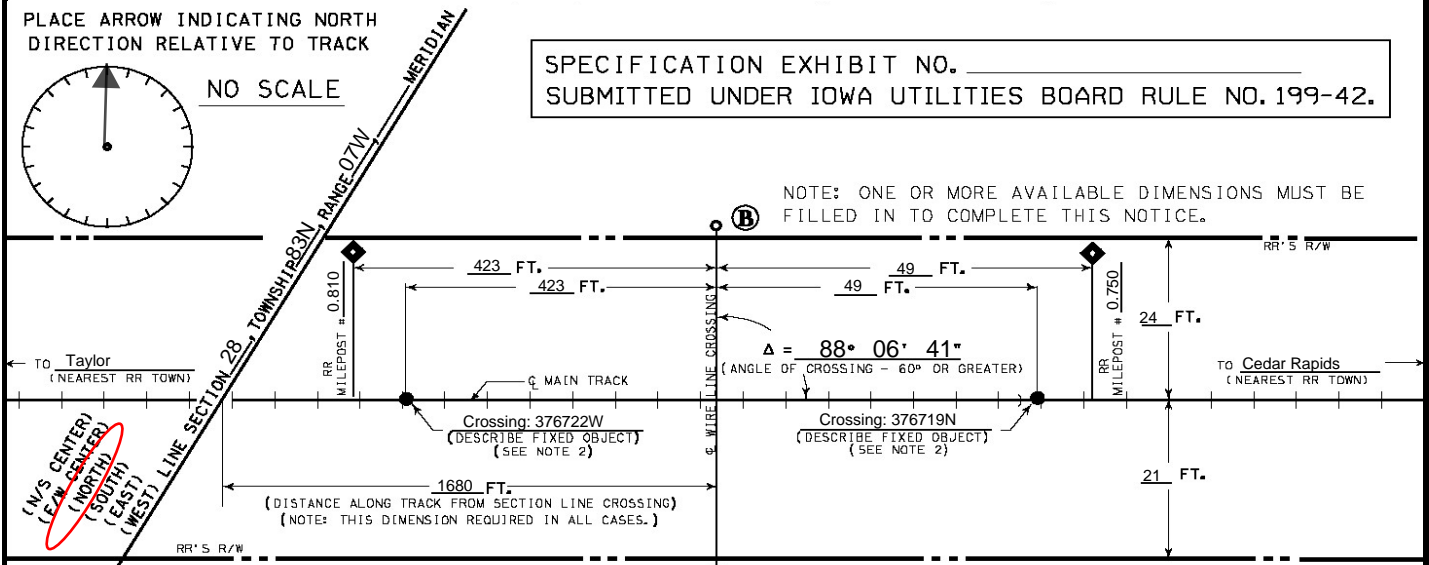 PLACE ARROW INDICATING NORTH
DIRECTION RELATIVE TO TRACK
NO SCALE
SPECIFICATION EXHIBIT NO.
SUBMITTED UNDER IOWA UTILITIES BOARD RULE NO. 199-42.
(WEST) LINE SECTION 28, TOWNSHIP 83N, RANGE 07W, MERIDIAN
NOTE: ONE OR MORE AVAILABLE DIMENSIONS MUST BE
FILLED IN TO COMPLETE THIS NOTICE.
B
RR'S R/W
423 FT.
49 FT.
423 FT.
49 FT.
RR
MILEPOST # 0.810
RR
MILEPOST # 0.750
24 FT.
℄ WIRE LINE CROSSING
Δ = 88° 06' 41"
(ANGLE OF CROSSING - 60° OR GREATER)
TO Taylor
(NEAREST RR TOWN)
TO Cedar Rapids
(NEAREST RR TOWN)
℄ MAIN TRACK
Crossing: 376722W
(DESCRIBE FIXED OBJECT)
(SEE NOTE 2)
Crossing: 376719N
(DESCRIBE FIXED OBJECT)
(SEE NOTE 2)
(N/S CENTER)
(E/W CENTER)
(NORTH)
(SOUTH)
(EAST)
1680 FT.
(DISTANCE ALONG TRACK FROM SECTION LINE CROSSING)
(NOTE: THIS DIMENSION REQUIRED IN ALL CASES.)
21 FT.
RR'S R/W